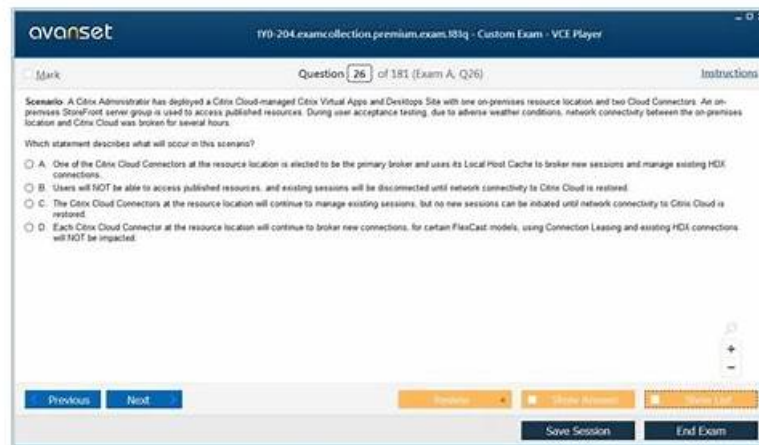 avanset
1Y0-204.examcollection.premium.exam.181q - Custom Exam - VCE Player
Mark
Question 26 of 181 (Exam A, Q26)
Instructions
Scenario: A Citrix Administrator has deployed a Citrix Cloud-managed Citrix Virtual Apps and Desktops Site with one on-premises resource location and two Cloud Connectors. An on-
premises StoreFront server group is used to access published resources. During user acceptance testing, due to adverse weather conditions, network connectivity between the on-premises
location and Citrix Cloud was broken for several hours.
Which statement describes what will occur in this scenario?
A. One of the Citrix Cloud Connectors at the resource location is elected to be the primary broker and uses its Local Host Cache to broker new sessions and manage existing HDX
connections.
B. Users will NOT be able to access published resources, and existing sessions will be disconnected until network connectivity to Citrix Cloud is restored.
C. The Citrix Cloud Connectors at the resource location will continue to manage existing sessions, but no new sessions can be initiated until network connectivity to Citrix Cloud is
restored.
D. Each Citrix Cloud Connector at the resource location will continue to broker new connections, for certain FlexCast models, using Connection Leasing and existing HDX connections
will NOT be impacted.
+
-
Previous
Next
Review
Show Answer
Show List
Save Session
End Exam